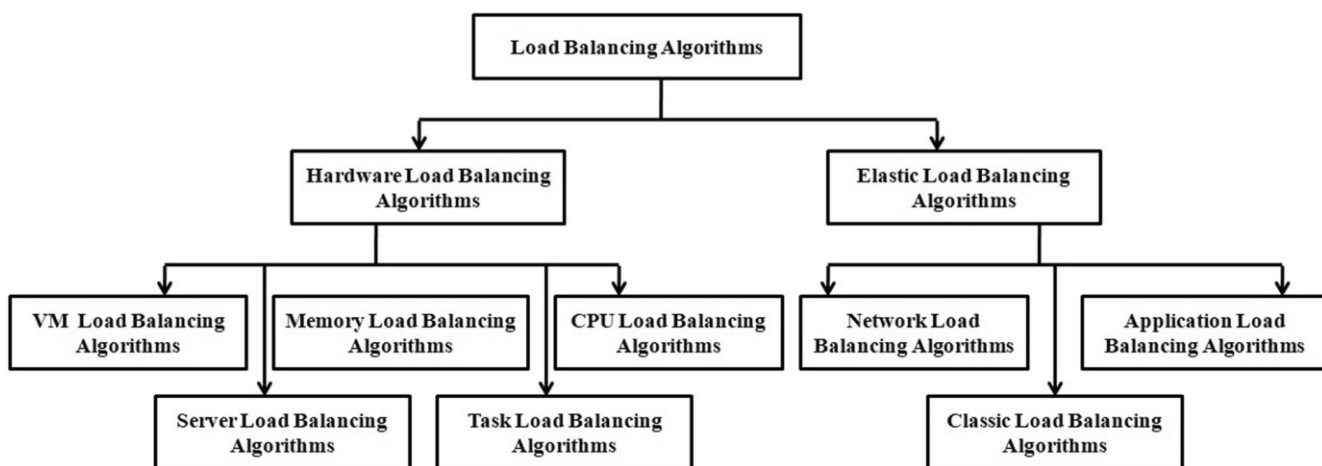 Load Balancing Algorithms
Hardware Load Balancing
Algorithms
Elastic Load Balancing
Algorithms
VM Load Balancing
Algorithms
Memory Load Balancing
Algorithms
CPU Load Balancing
Algorithms
Network Load
Balancing Algorithms
Application Load
Balancing Algorithms
Server Load Balancing
Algorithms
Task Load Balancing
Algorithms
Classic Load Balancing
Algorithms